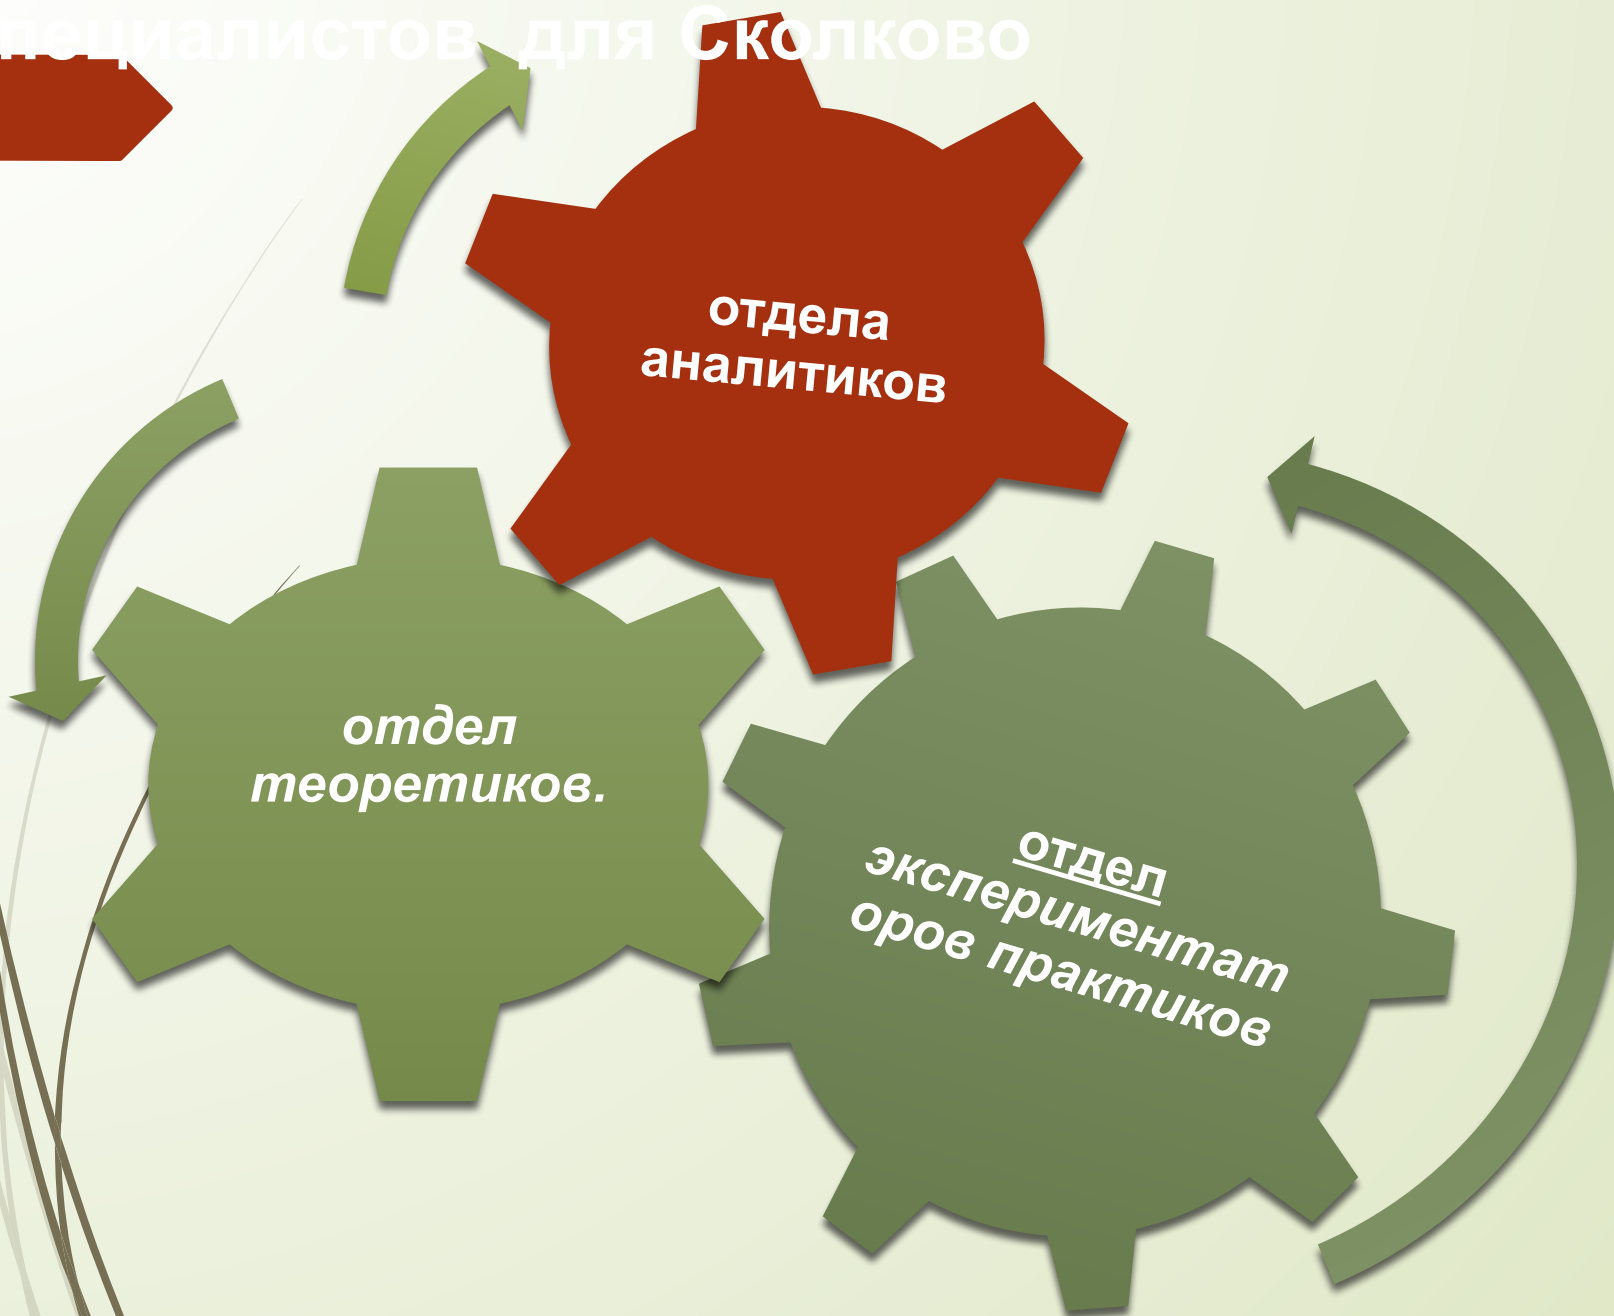 пециалистов для Сколково
отдела
аналитиков
отдел
теоретиков.
отдел
экспериментат
оров практиков